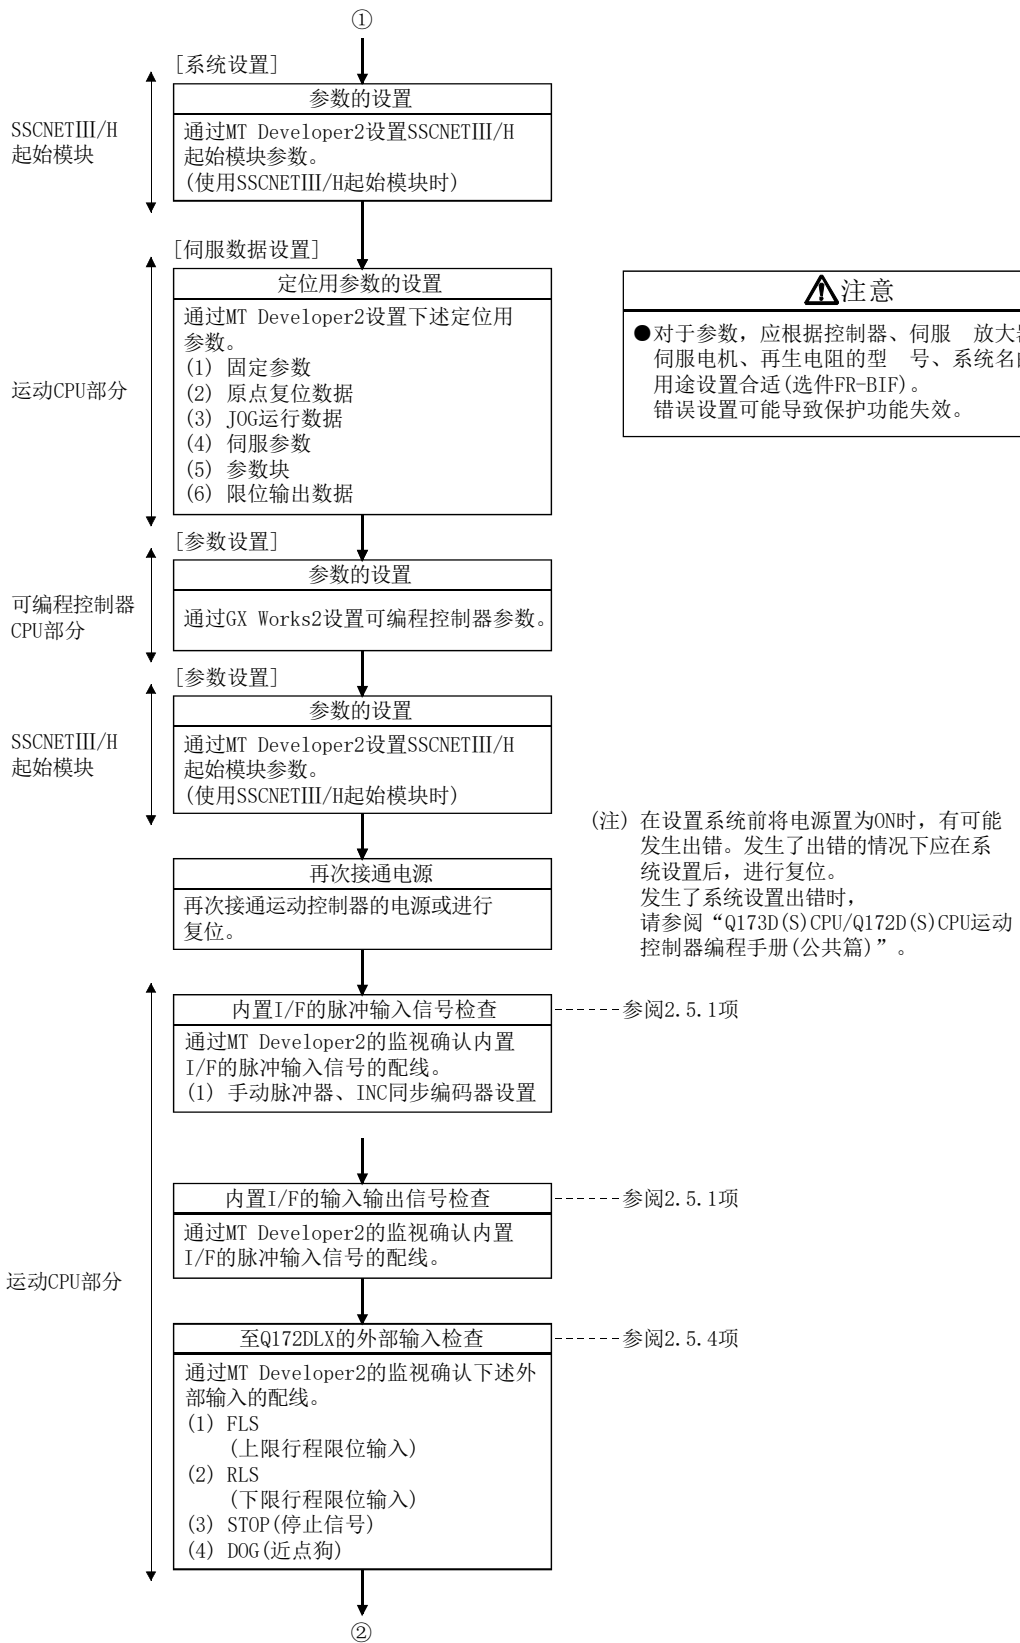 ①
[系统设置]
SSCNETⅢ/H
起始模块
参数的设置
通过MT Developer2设置SSCNETⅢ/H
起始模块参数。
(使用SSCNETⅢ/H起始模块时)
[伺服数据设置]
运动CPU部分
定位用参数的设置
通过MT Developer2设置下述定位用
参数。
(1) 固定参数
(2) 原点复位数据
(3) JOG运行数据
(4) 伺服参数
(5) 参数块
(6) 限位输出数据
注意
●对于参数，应根据控制器、伺服 放大器
伺服电机、再生电阻的型 号、系统名的
用途设置合适(选件FR-BIF)。
错误设置可能导致保护功能失效。
[参数设置]
可编程控制器
CPU部分
参数的设置
通过GX Works2设置可编程控制器参数。
[参数设置]
SSCNETⅢ/H
起始模块
参数的设置
通过MT Developer2设置SSCNETⅢ/H
起始模块参数。
(使用SSCNETⅢ/H起始模块时)
(注) 在设置系统前将电源置为ON时，有可能
发生出错。发生了出错的情况下应在系
统设置后，进行复位。
发生了系统设置出错时，
请参阅“Q173D(S)CPU/Q172D(S)CPU运动
控制器编程手册(公共篇)”。
再次接通电源
再次接通运动控制器的电源或进行
复位。
运动CPU部分
内置I/F的脉冲输入信号检查
参阅2.5.1项
通过MT Developer2的监视确认内置
I/F的脉冲输入信号的配线。
(1) 手动脉冲器、INC同步编码器设置
内置I/F的输入输出信号检查
参阅2.5.1项
通过MT Developer2的监视确认内置
I/F的脉冲输入信号的配线。
至Q172DLX的外部输入检查
参阅2.5.4项
通过MT Developer2的监视确认下述外
部输入的配线。
(1) FLS
(上限行程限位输入)
(2) RLS
(下限行程限位输入)
(3) STOP(停止信号)
(4) DOG(近点狗)
②